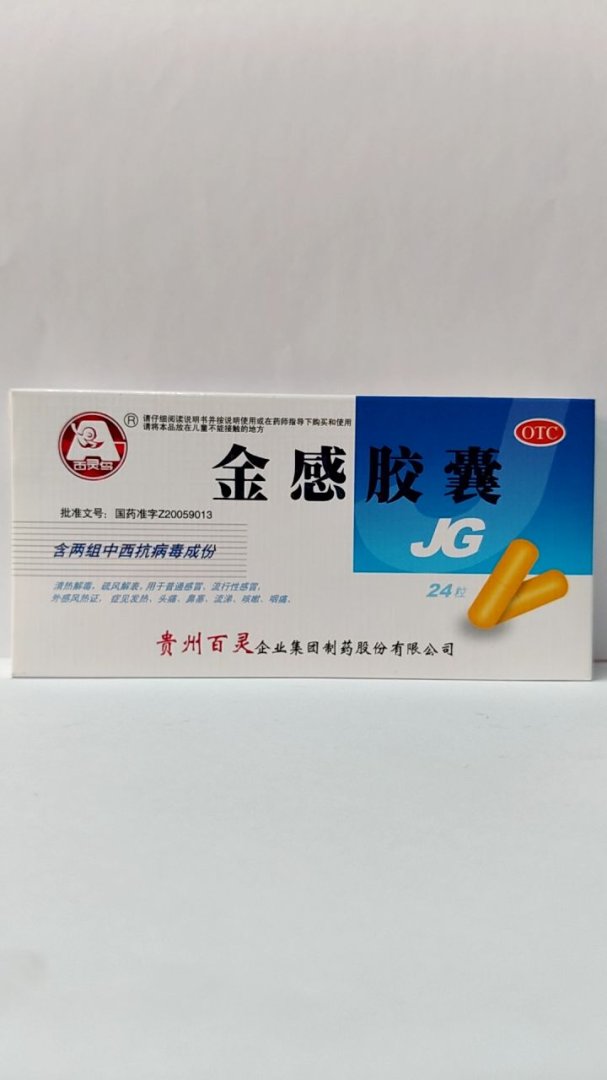 百灵鸟
®
请仔细阅读说明书并按说明使用或在药师指导下购买和使用
请将本品放在儿童不能接触的地方
OTC
金感胶囊
批准文号：国药准字Z20059013
JG
含两组中西抗病毒成份
清热解毒，疏风解表，用于普通感冒，流行性感冒，
外感风热证，症见发热、头痛、鼻塞、流涕、咳嗽、咽痛。
24粒
贵州百灵企业集团制药股份有限公司